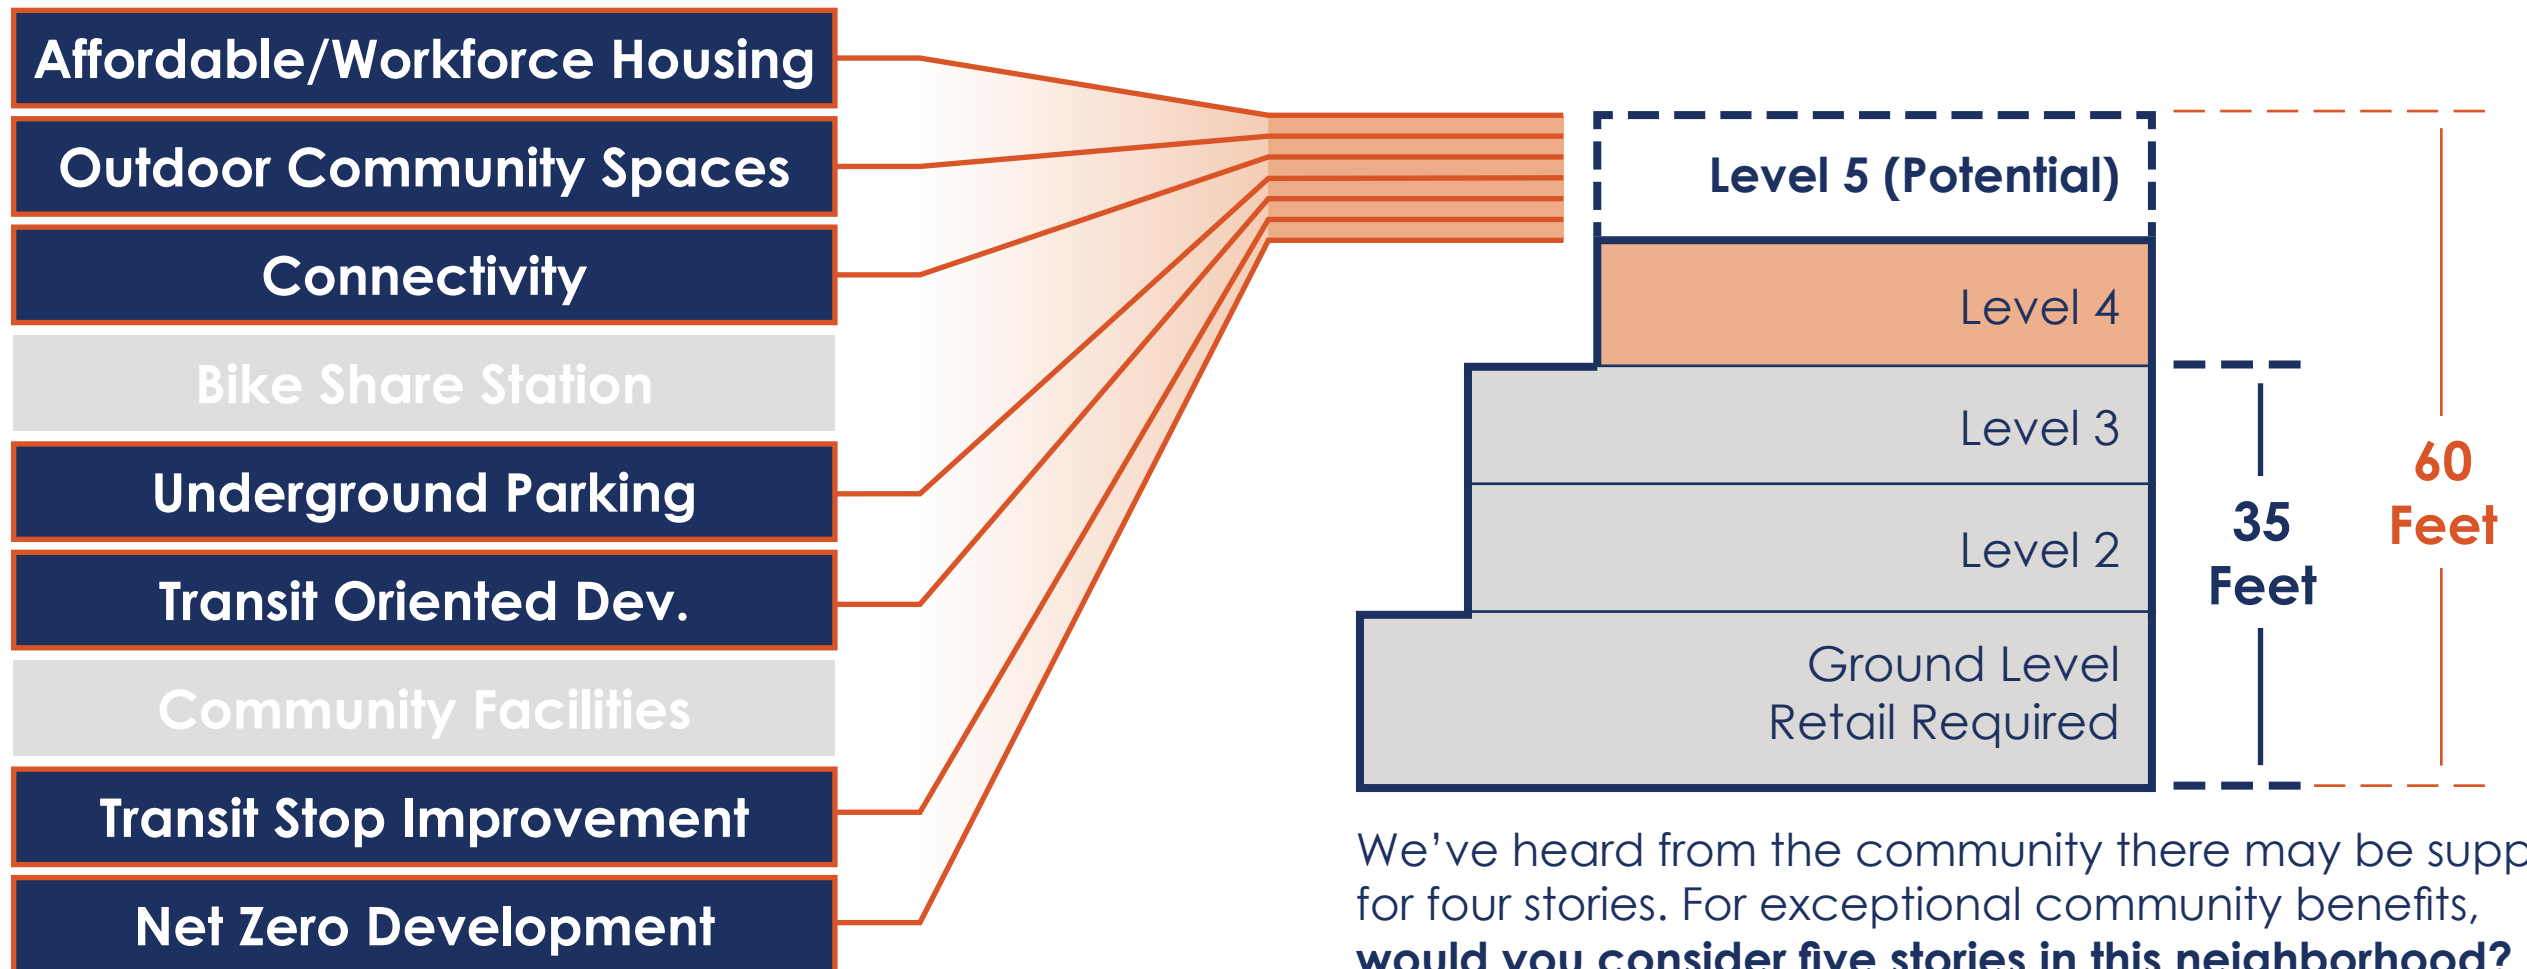 Affordable/Workforce Housing
Outdoor Community Spaces
Connectivity
Bike Share Station
Underground Parking
Transit Oriented Dev.
Community Facilities
Transit Stop Improvement
Net Zero Development
Level 5 (Potential)
Level 4
Level 3
Level 2
Ground Level
Retail Required
35
Feet
60
Feet
We’ve heard from the community there may be
for four stories. For exceptional community benefits,
would you consider five stories in this neighborhood?